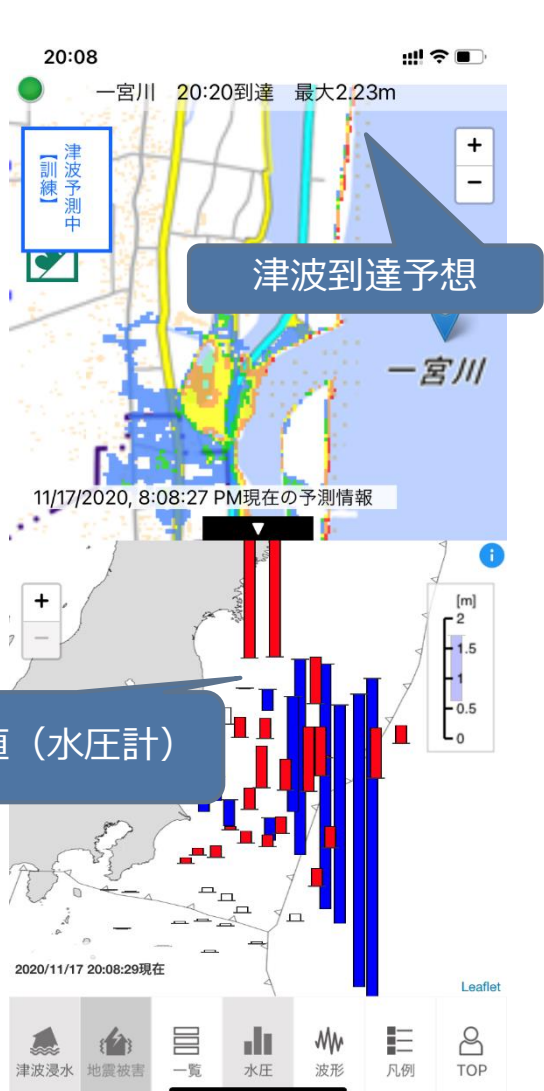 20:08
一宮川 20:20到達 最大2.23m
津波予測中
【訓練】
+
−
津波到達予想
一宮川
11/17/2020, 8:08:27 PM現在の予測情報
+
−
[m]
2
1.5
1
0.5
0
（水圧計）
2020/11/17 20:08:29現在
Leaflet
津波浸水 地震被害 一覧 水圧 波形 凡例 TOP